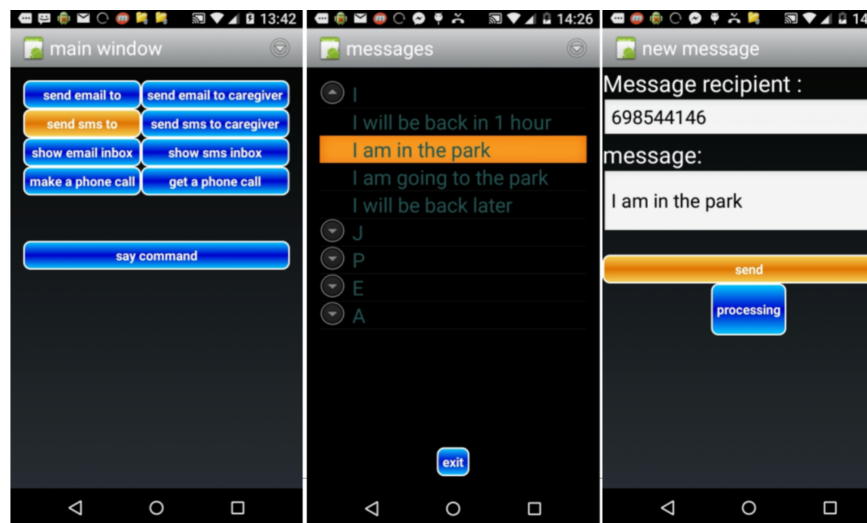 13:42
main window
send email to
send email to caregiver
send sms to
send sms to caregiver
show email inbox
show sms inbox
make a phone call
get a phone call
say command
14:26
messages
I
I will be back in 1 hour
I am in the park
I am going to the park
I will be back later
J
P
E
A
exit
14
new message
Message recipient :
698544146
message:
I am in the park
send
processing